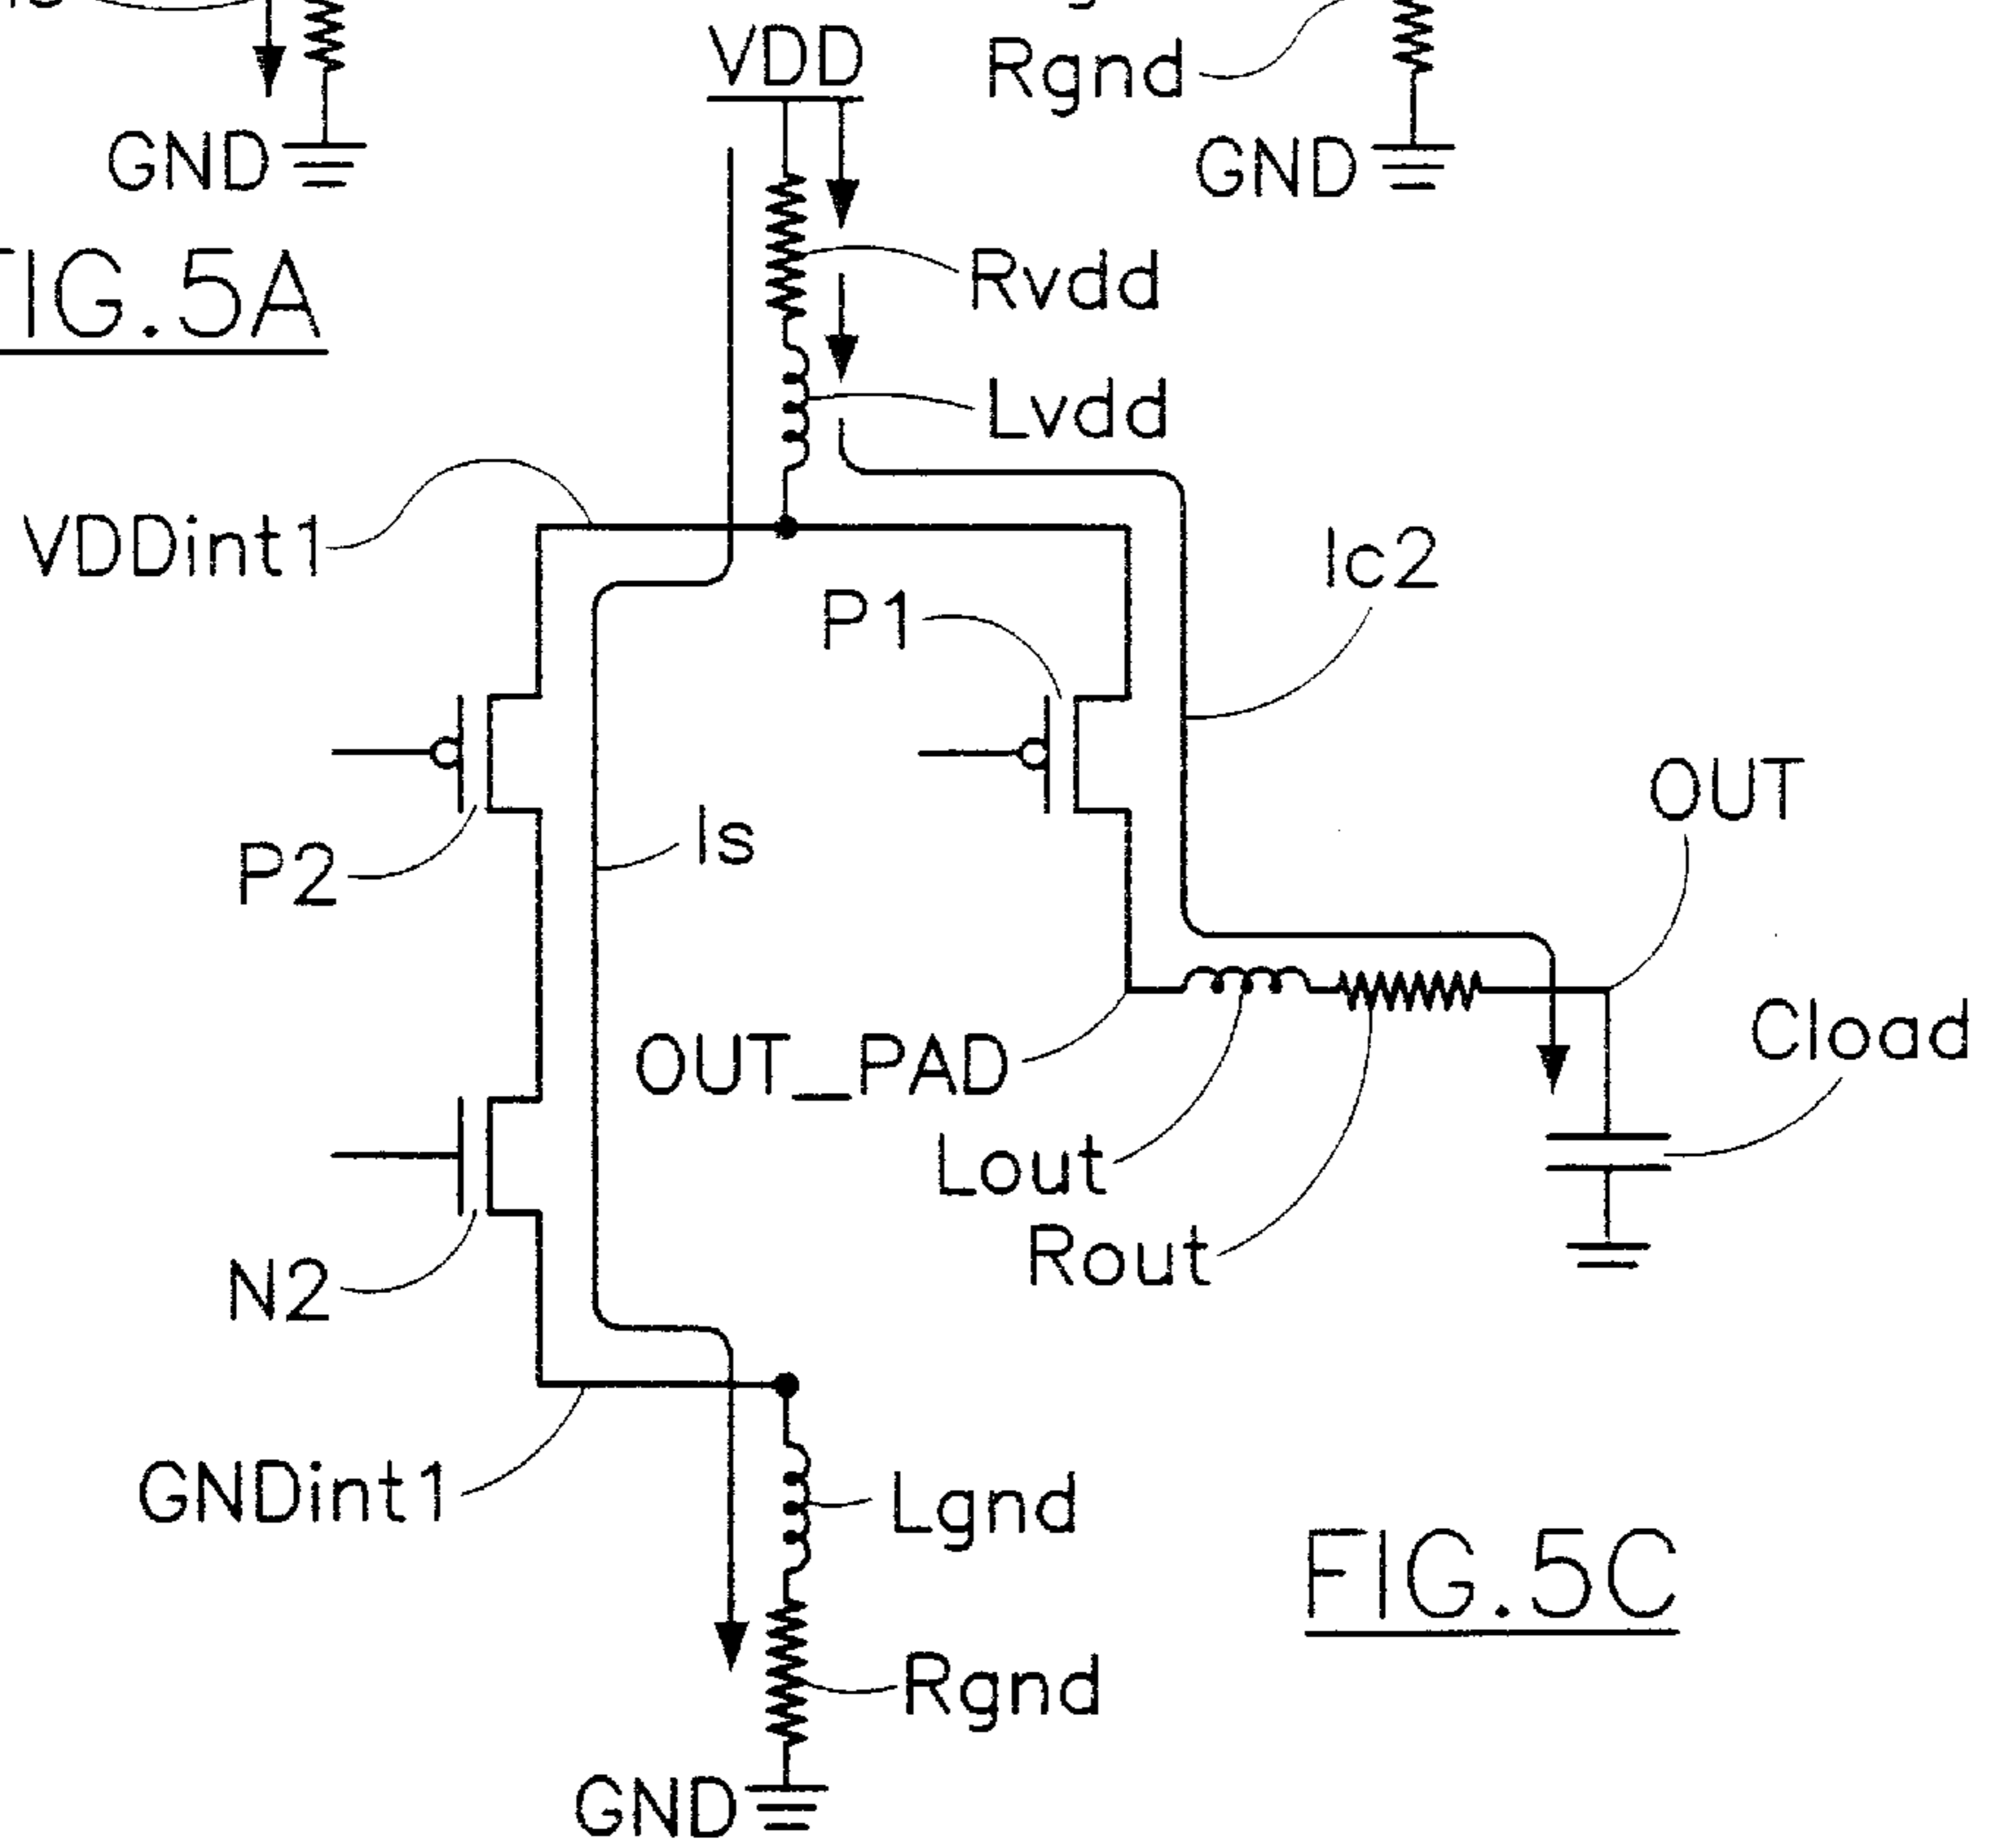 VDD
Rgnd
GND
GND
Rvdd
FIG.5A
Lvdd
VDDint1
Ic2
P1
OUT
Is
P2
Cload
OUT_PAD
Lout
Rout
N2
GNDint1
Lgnd
FIG.5C
Rgnd
GND